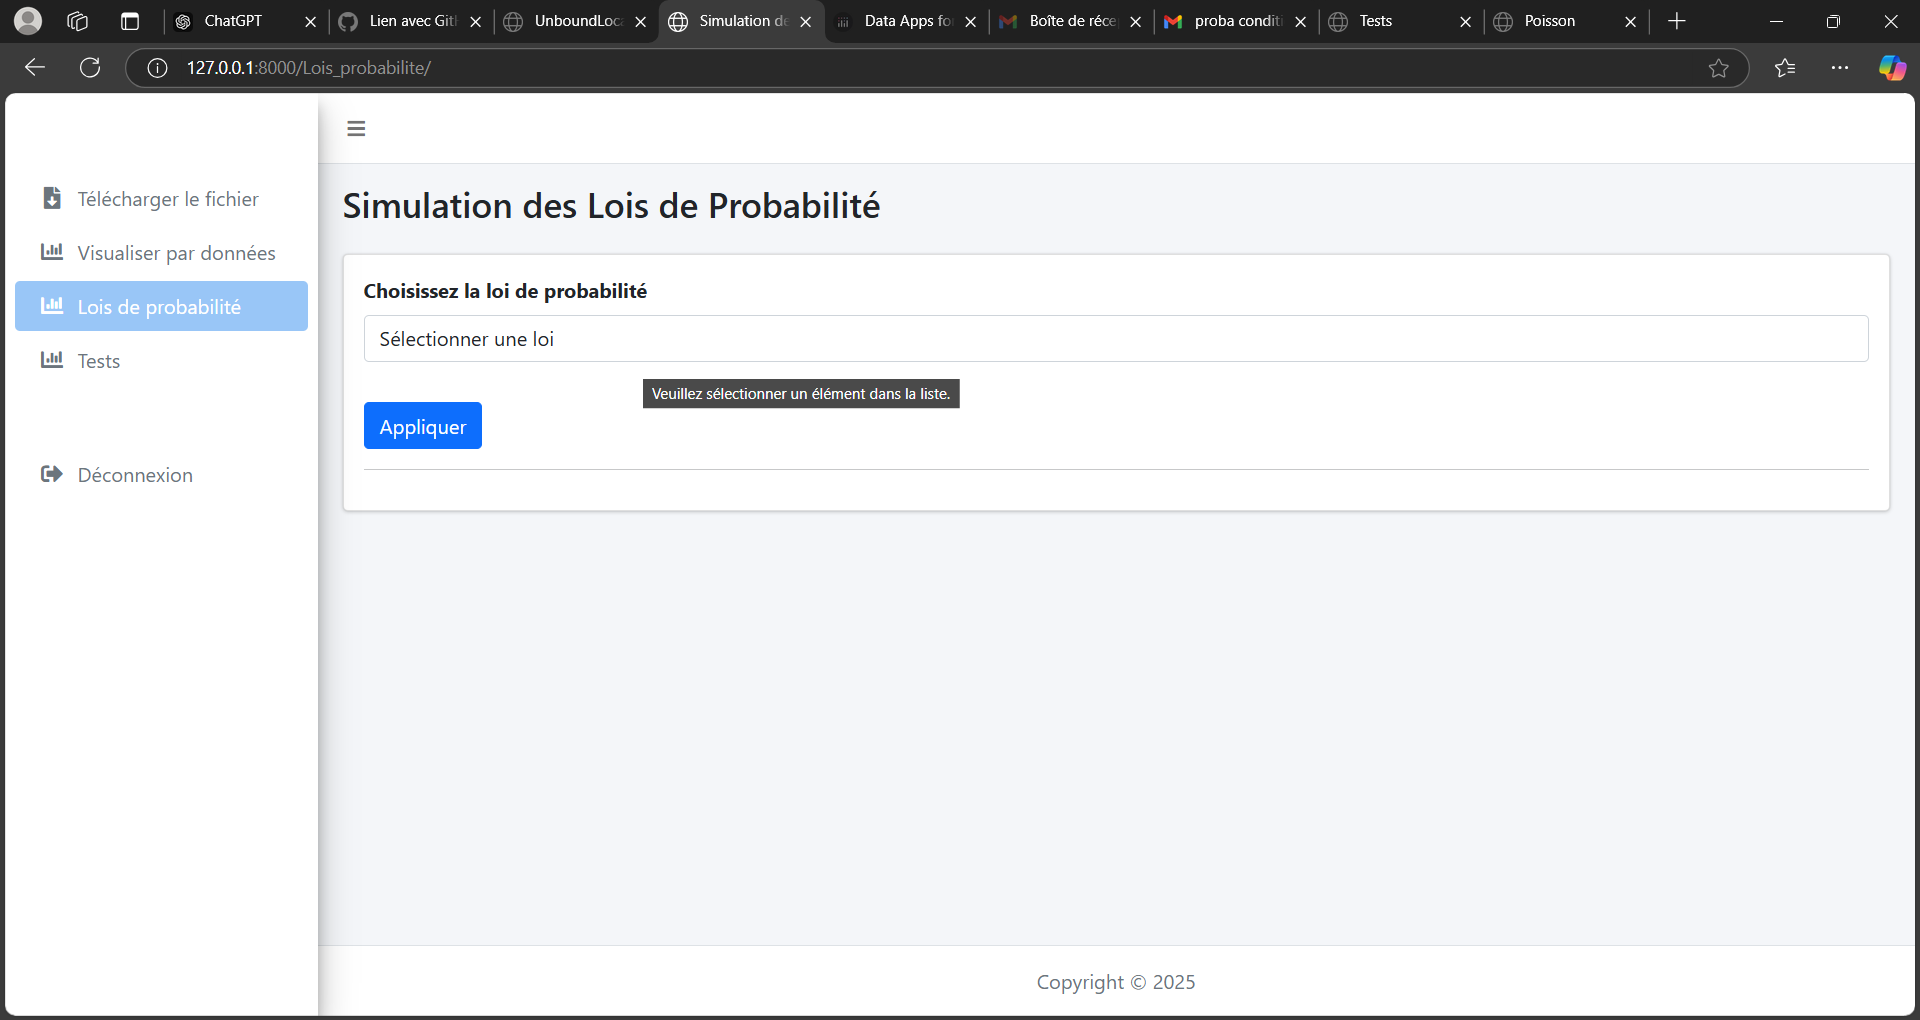 ChatGPT
Lien avec Git
UnboundLoc
Simulation de
Data Apps fo
Boîte de réce
proba conditi
Tests
Poisson
127.0.0.1:8000/Lois_probabilite/
Télécharger le fichier
Visualiser par données
Lois de probabilité
Tests
Déconnexion
Simulation des Lois de Probabilité
Choisissez la loi de probabilité
Sélectionner une loi
Veuillez sélectionner un élément dans la liste.
Appliquer
Copyright © 2025